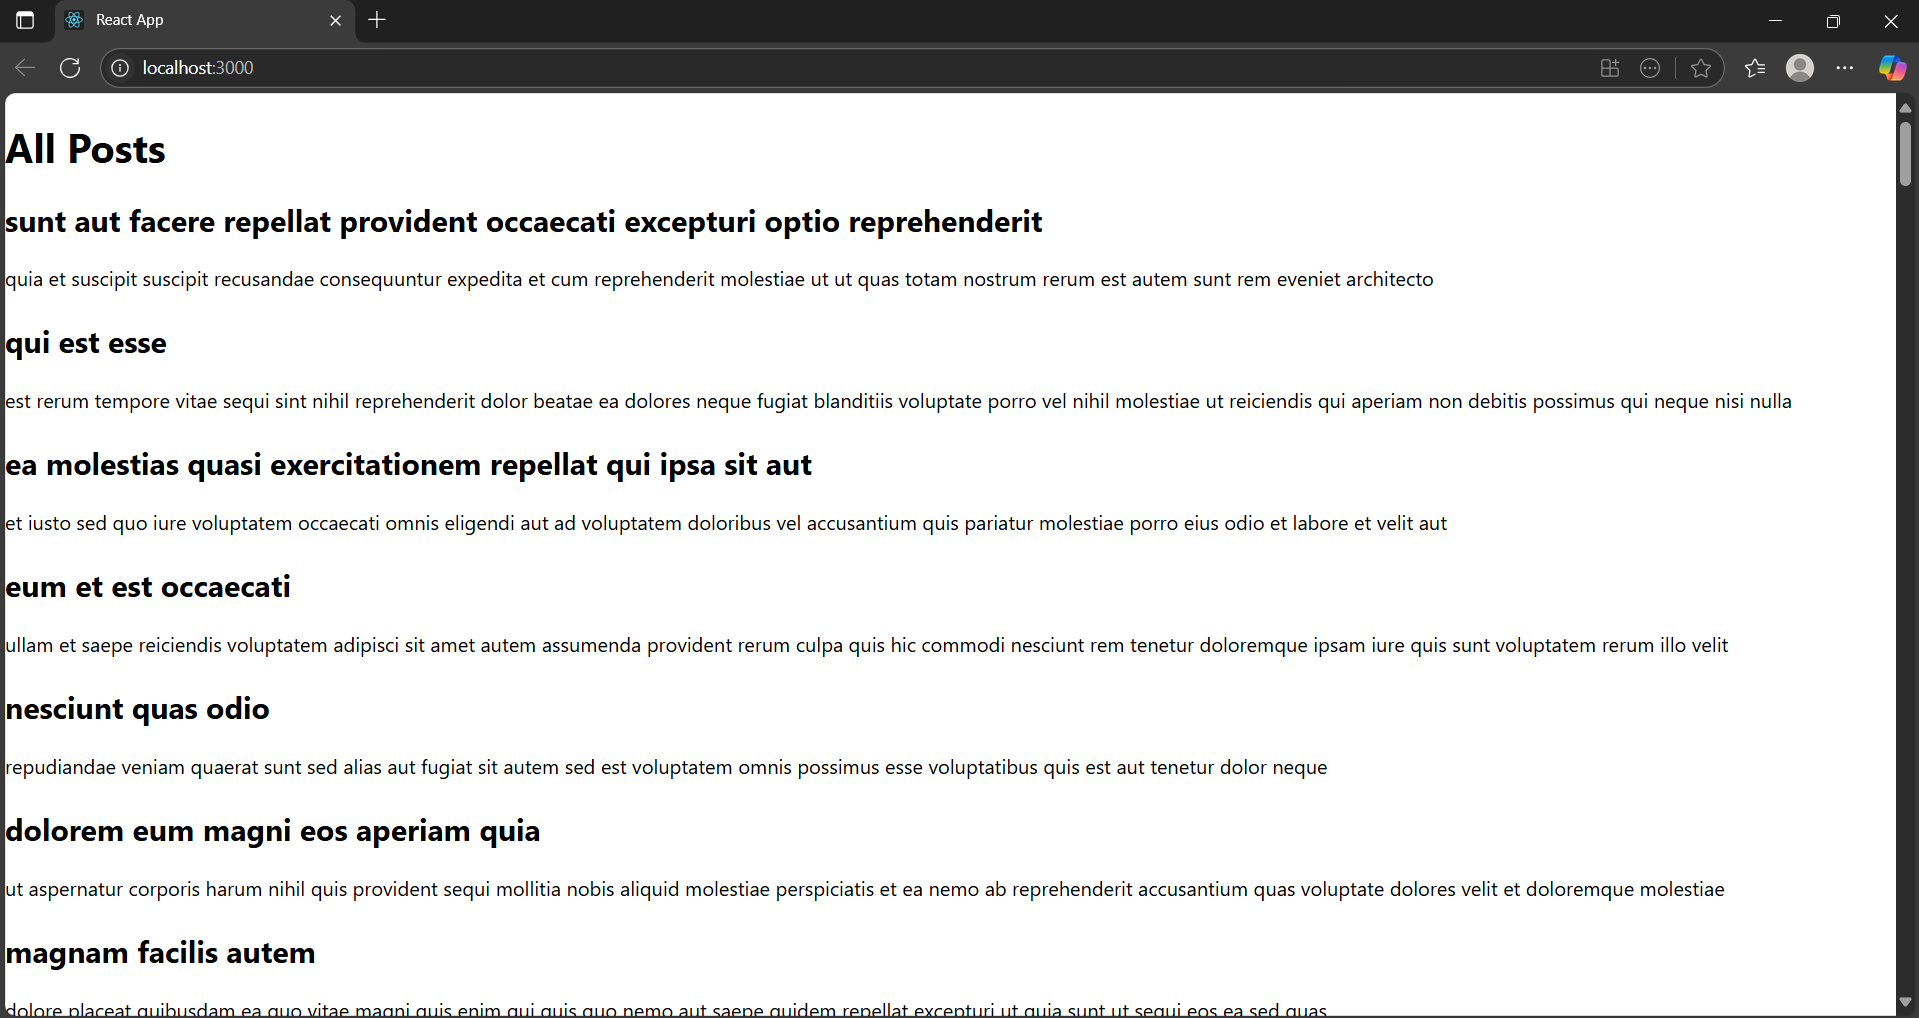 React App
localhost:3000
All Posts
sunt aut facere repellat provident occaecati excepturi optio reprehenderit
quia et suscipit suscipit recusandae consequuntur expedita et cum reprehenderit molestiae ut ut quas totam nostrum rerum est autem sunt rem eveniet architecto
qui est esse
est rerum tempore vitae sequi sint nihil reprehenderit dolor beatae ea dolores neque fugiat blanditiis voluptate porro vel nihil molestiae ut reiciendis qui aperiam non debitis possimus qui neque nisi nulla
ea molestias quasi exercitationem repellat qui ipsa sit aut
et iusto sed quo iure voluptatem occaecati omnis eligendi aut ad voluptatem doloribus vel accusantium quis pariatur molestiae porro eius odio et labore et velit aut
eum et est occaecati
ullam et saepe reiciendis voluptatem adipisci sit amet autem assumenda provident rerum culpa quis hic commodi nesciunt rem tenetur doloremque ipsam iure quis sunt voluptatem rerum illo velit
nesciunt quas odio
repudiandae veniam quaerat sunt sed alias aut fugiat sit autem sed est voluptatem omnis possimus esse voluptatibus quis est aut tenetur dolor neque
dolorem eum magni eos aperiam quia
ut aspernatur corporis harum nihil quis provident sequi mollitia nobis aliquid molestiae perspiciatis et ea nemo ab reprehenderit accusantium quas voluptate dolores velit et doloremque molestiae
magnam facilis autem
dolore placeat quibusdam ea quo vitae magni quis enim qui quis quo nemo aut saepe quidem repellat excepturi ut quia sunt ut sequi eos ea sed quas